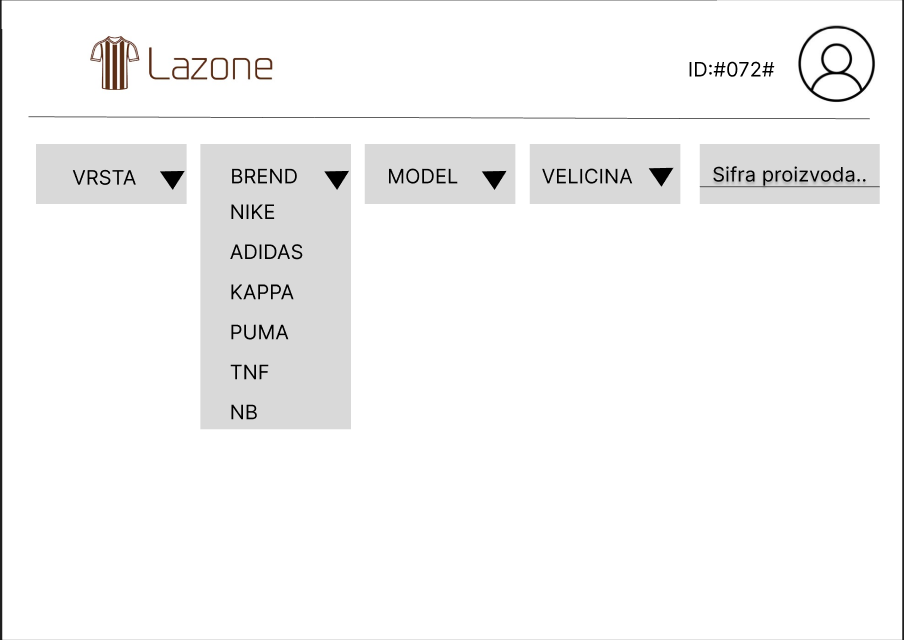 Lazone
ID:#072#
VRSTA
BREND
MODEL
VELICINA
Sifra proizvoda..
NIKE
ADIDAS
KAPPA
PUMA
TNF
NB